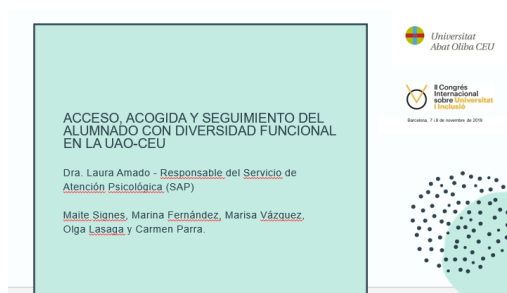 ACCESO, ACOGIDA Y SEGUIMIENTO DEL
ALUMNADO CON DIVERSIDAD FUNCIONAL
EN LA UAO-CEU
Dra. Laura Amado - Responsable del Servicio de
Atención Psicológica (SAP)
Maite Signes, Marina Fernández, Marisa Vázquez,
Olga Lasaga y Carmen Parra.
Universitat
Abat Oliba CEU
II Congrés
Internacional
sobre Universitat
i Inclusió
Barcelona, 7 i 8 de novembre de 2019